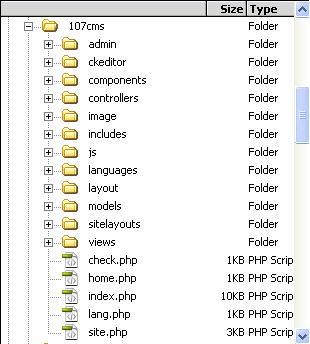 Size Type
107cms Folder
admin Folder
ckeditor Folder
components Folder
controllers Folder
image Folder
includes Folder
js Folder
languages Folder
layout Folder
models Folder
sitelayouts Folder
views Folder
check.php 1KB PHP Scrip
home.php 1KB PHP Scrip
index.php 10KB PHP Scrip
lang.php 1KB PHP Scrip
site.php 3KB PHP Scrip